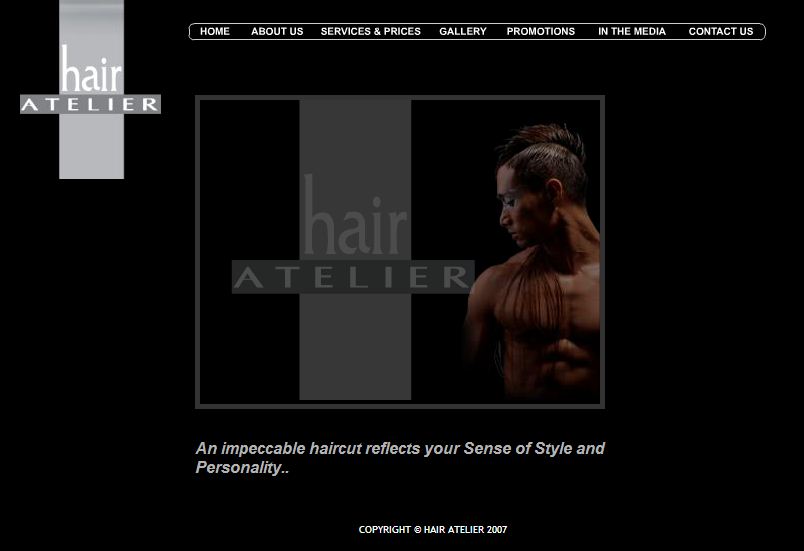 HOME ABOUT US SERVICES & PRICES GALLERY PROMOTIONS IN THE MEDIA CONTACT US
hair
ATELIER
hair
ATELIER
An impeccable haircut reflects your Sense of Style and
Personality..
COPYRIGHT © HAIR ATELIER 2007